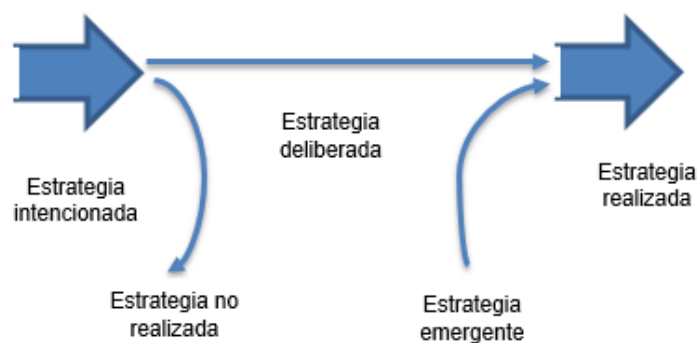 Estrategia
deliberada
Estrategia
intencionada
Estrategia
realizada
Estrategia no
realizada
Estrategia
emergente